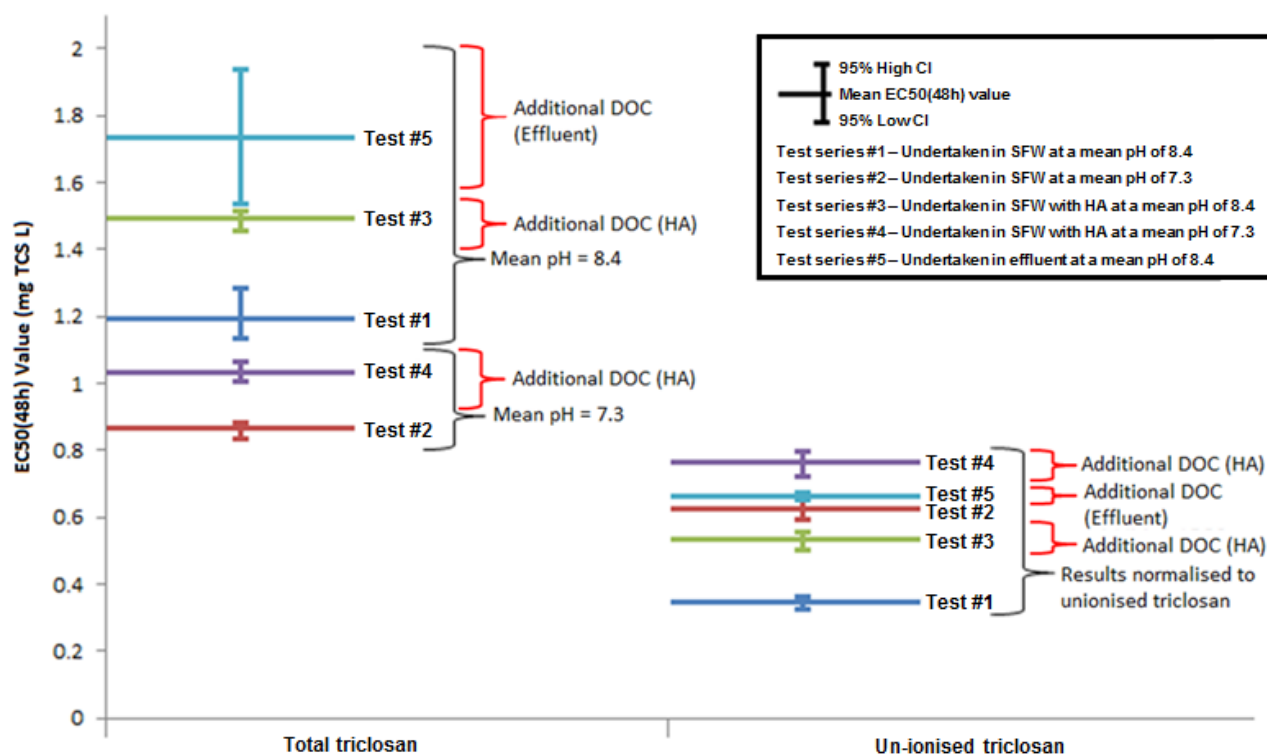 EC50(48h) Value (mg TCS L)
2
1.8
1.6
1.4
1.2
1
0.8
0.6
0.4
0.2
0
Test #5
Test #3
Test #1
Test #4
Test #2
Additional DOC
(Effluent)
Additional DOC (HA)
Mean pH = 8.4
Additional DOC (HA)
Mean pH = 7.3
95% High CI
Mean EC50(48h) value
95% Low CI
Test series #1 – Undertaken in SFW at a mean pH of 8.4
Test series #2 – Undertaken in SFW at a mean pH of 7.3
Test series #3 – Undertaken in SFW with HA at a mean pH of 8.4
Test series #4 – Undertaken in SFW with HA at a mean pH of 7.3
Test series #5 – Undertaken in effluent at a mean pH of 8.4
Test #4
Test #5
Test #2
Test #3
Test #1
Additional DOC (HA)
Additional DOC
(Effluent)
Additional DOC (HA)
Results normalised to
unionised triclosan
Total triclosan
Un-ionised triclosan